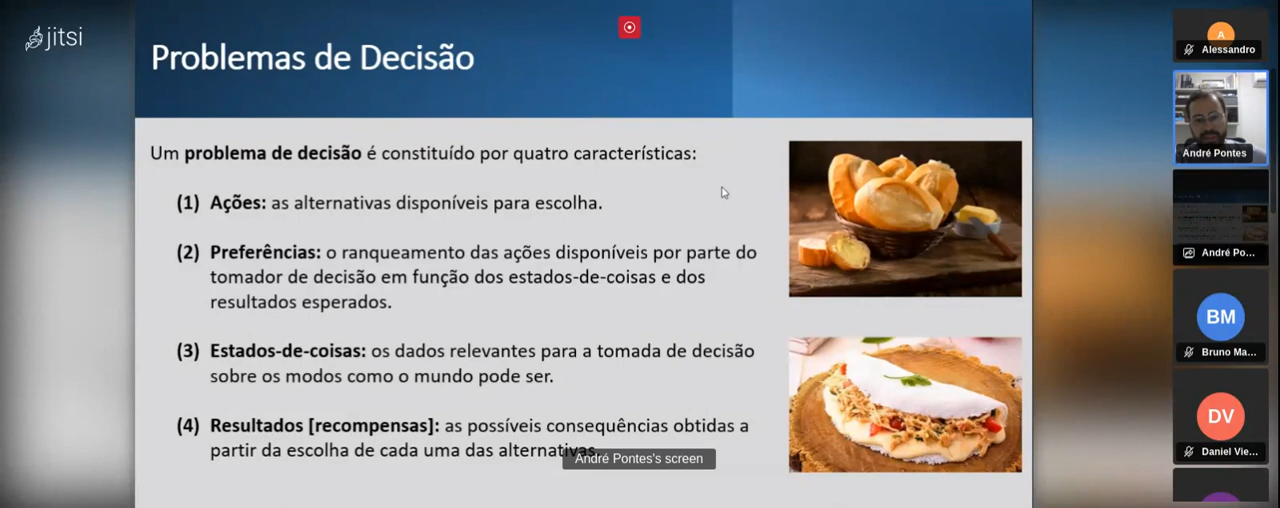 jitsi
Problemas de Decisão
Um problema de decisão é constituído por quatro características:
(1) Ações: as alternativas disponíveis para escolha.
(2) Preferências: o ranqueamento das ações disponíveis por parte do
tomador de decisão em função dos estados-de-coisas e dos
resultados esperados.
(3) Estados-de-coisas: os dados relevantes para a tomada de decisão
sobre os modos como o mundo pode ser.
(4) Resultados [recompensas]: as possíveis consequências obtidas a
partir da escolha de cada uma das alternativas.
André Pontes's screen
A
Alessandro
André Pontes
André Po...
BM
Bruno Ma...
DV
Daniel Vie...